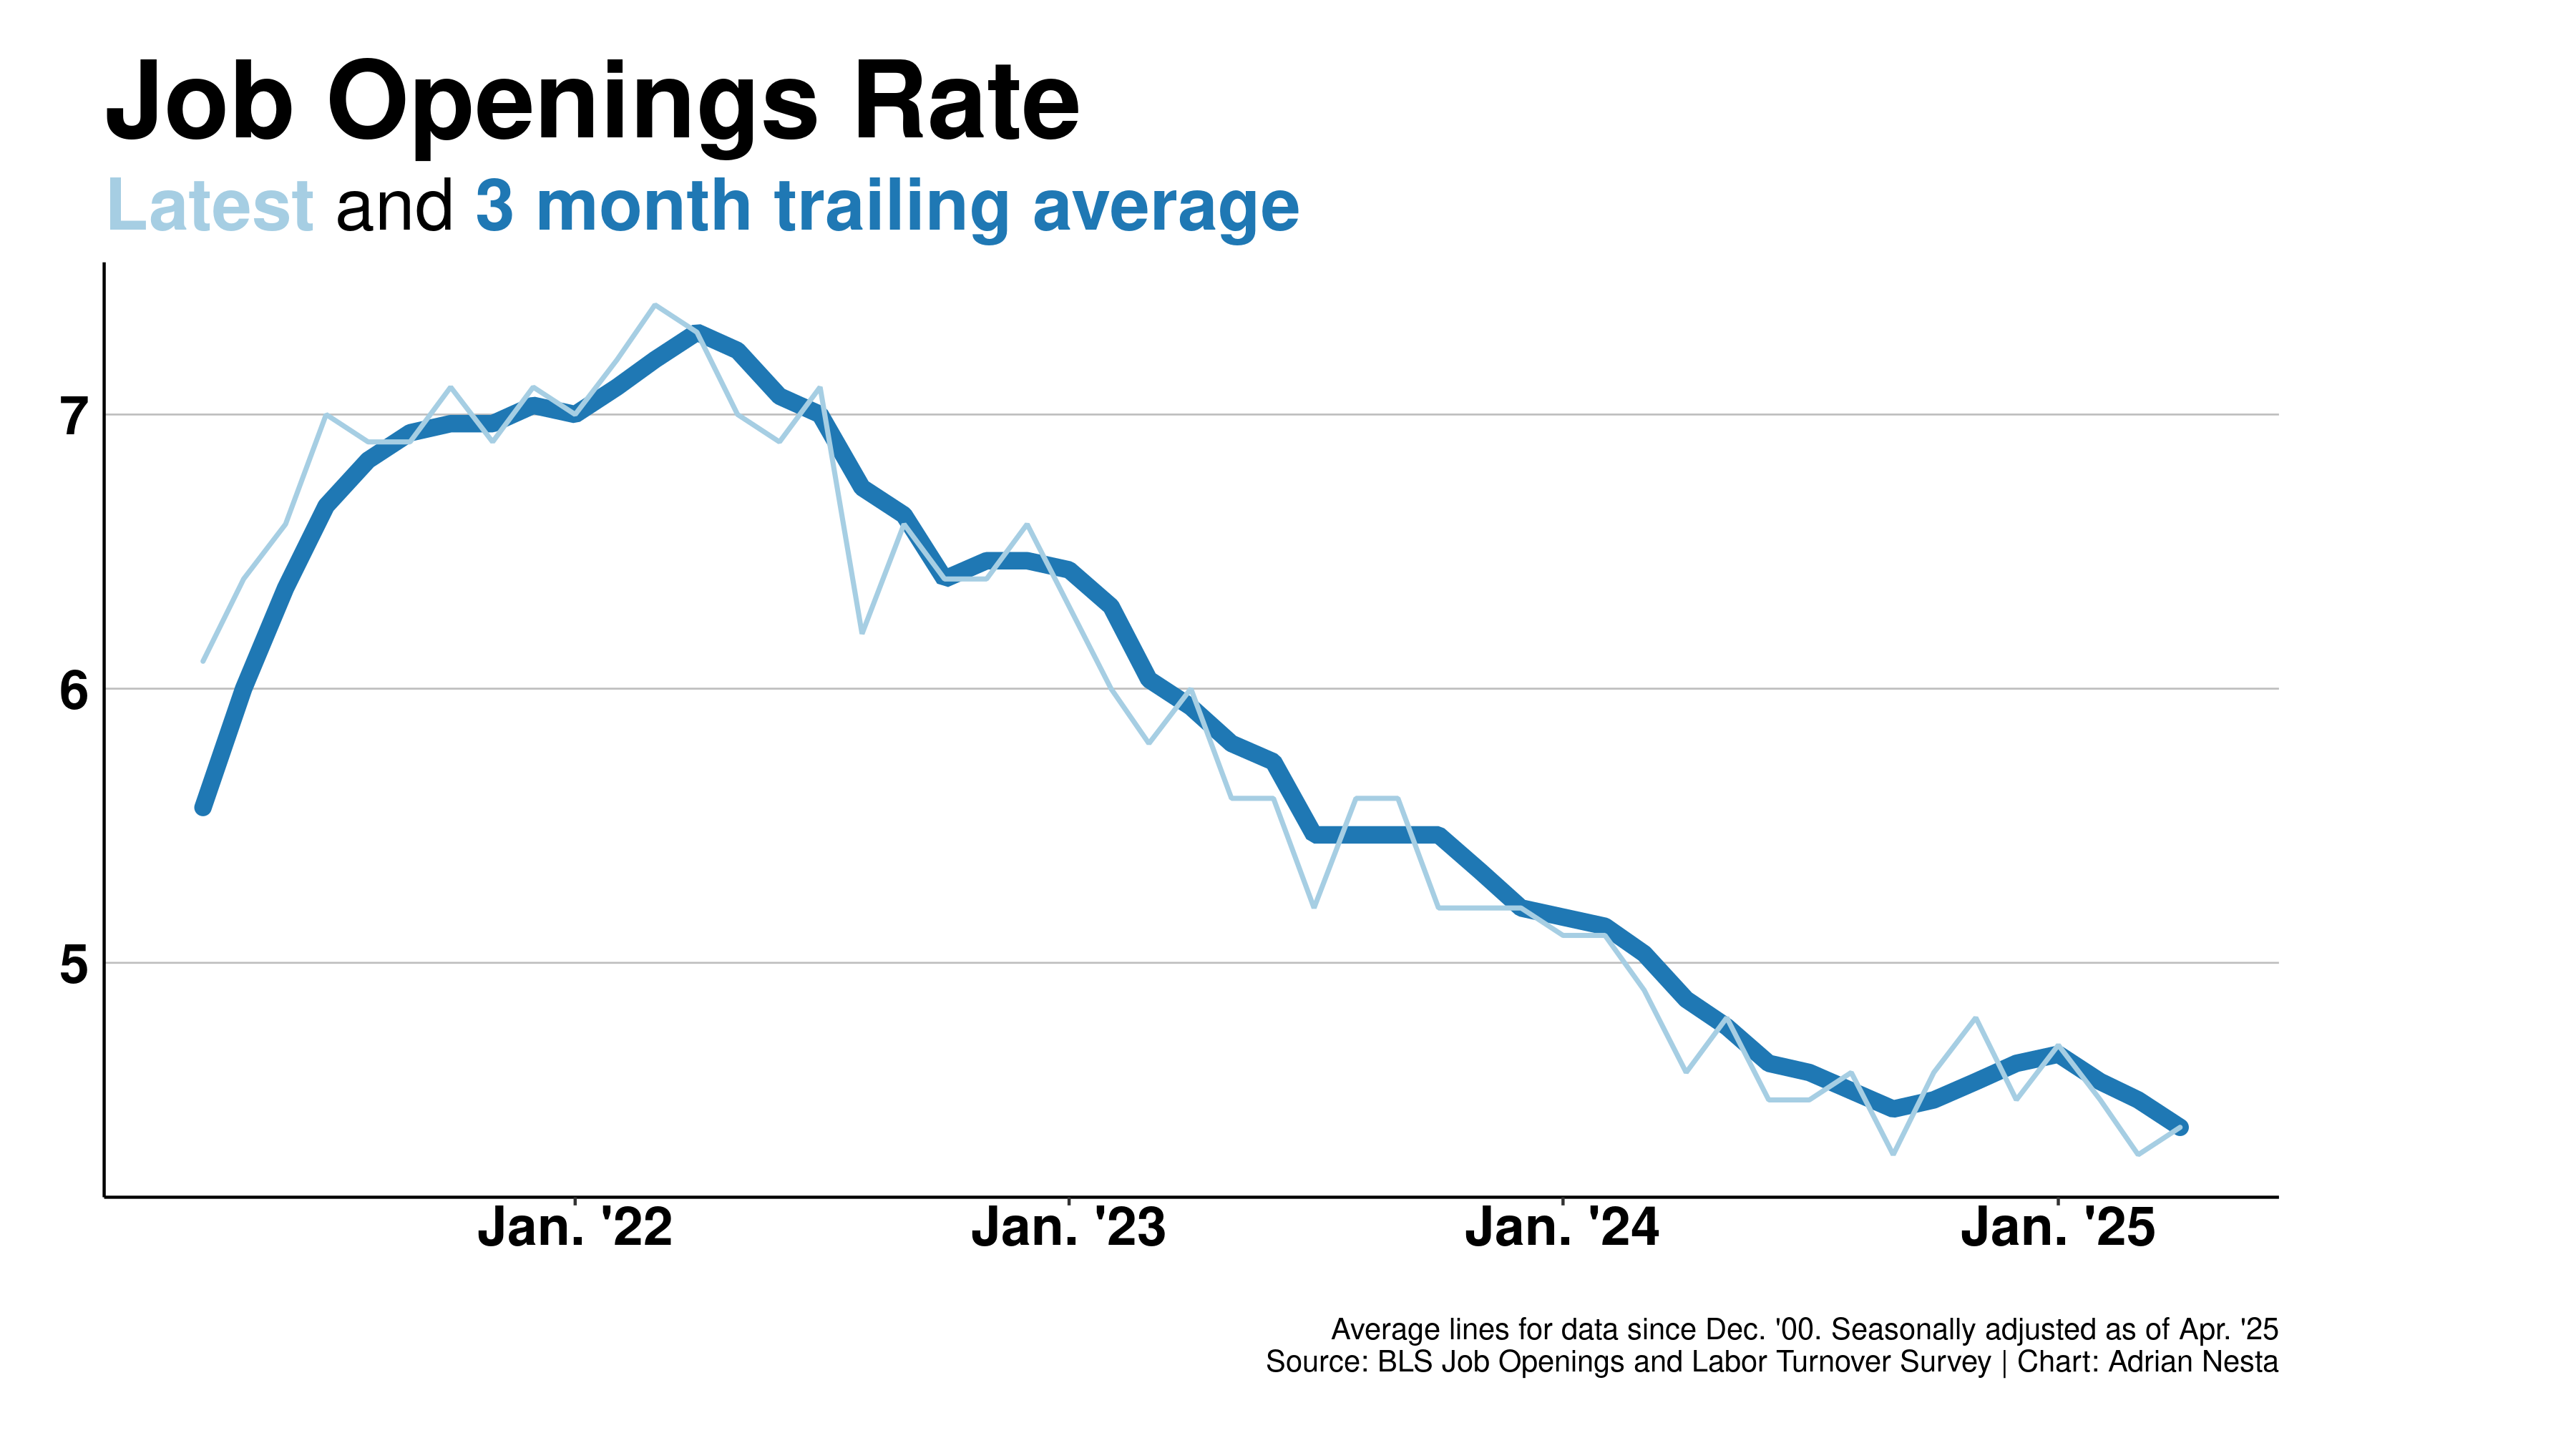 Job Openings Rate
Latest and 3 month trailing average
7
6
5
Jan. '22 Jan. '23 Jan. '24 Jan. '25
Average lines for data since Dec. '00. Seasonally adjusted as of Apr. '25
Source: BLS Job Openings and Labor Turnover Survey | Chart: Adrian Nesta